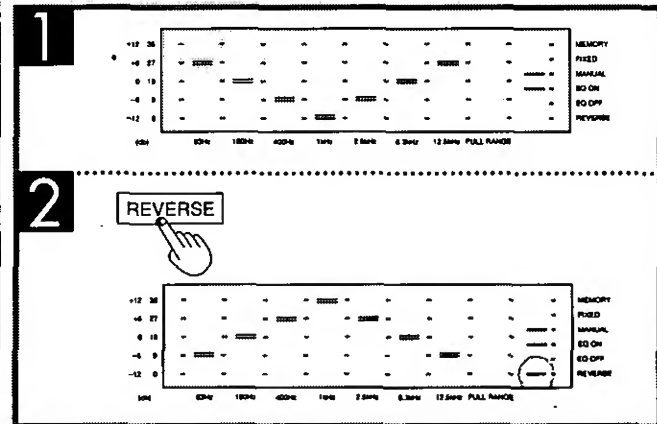 1
+12 36 MEMORY
+6 27 FIXED
0 18 MANUAL
-6 9 EQ ON
EQ OFF
-12 0 REVERSE
(db) 63Hz 160Hz 400Hz 1kHz 2.5kHz 6.3kHz 12.5kHz FULL RANGE
2
REVERSE
+12 36 MEMORY
+6 27 FIXED
0 18 MANUAL
EQ ON
-6 9 EQ OFF
-12 0 REVERSE
(db) 63Hz 160Hz 400Hz 1kHz 2.5kHz 6.3kHz 12.5kHz FULL RANGE